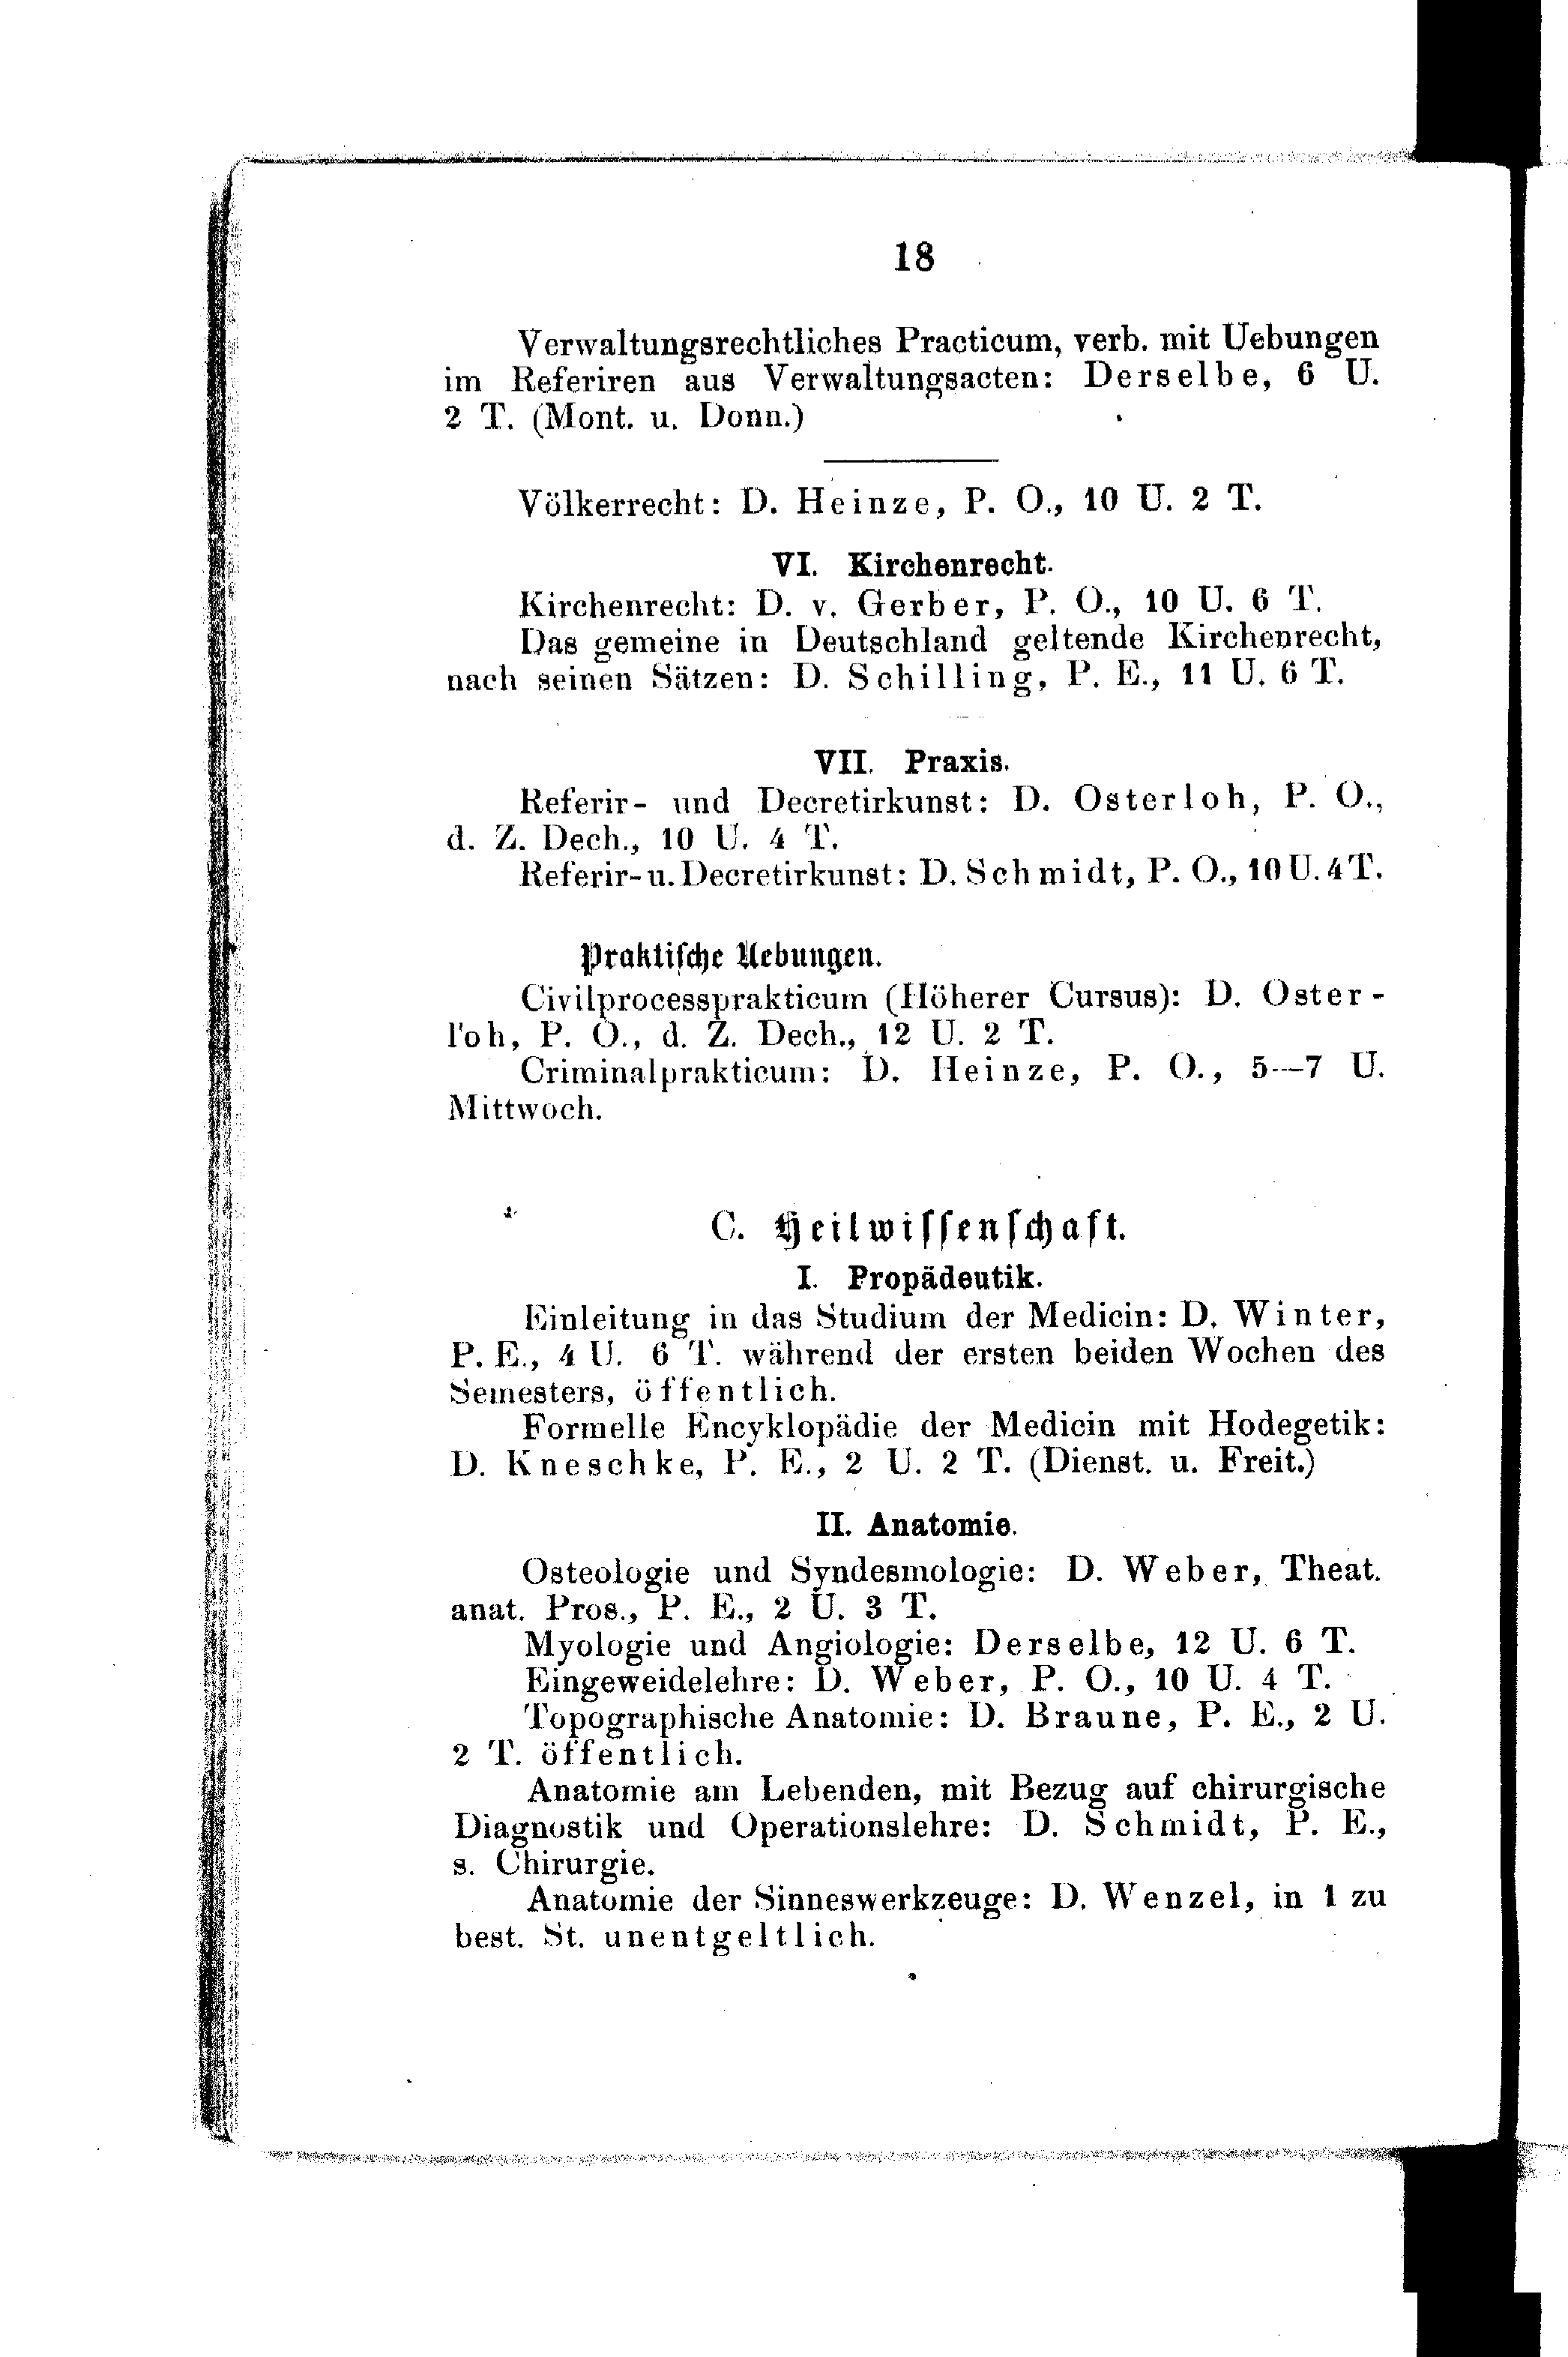 18
Verwaltungsrechtliches Practicum, verb. mit Uebungen
im Referiren aus Verwaltungsacten: Derselbe, 6 U.
2 T. (Mont. u. Donn.)
Völkerrecht: D. Heinze, P. O., 10 U. 2 T.
VI. Kirchenrecht.
Kirchenrecht: D. v. Gerber, P. O., 10 U. 6 T.
Das gemeine in Deutschland geltende Kirchenrecht,
nach seinen Sätzen: D. Schilling, P. E., 11 U. 6 T.
VII. Praxis.
Referir- und Decretirkunst: D. Osterloh, P. O.,
d. Z. Dech., 10 U. 4 T.
Referir- u. Decretirkunst: D. Schmidt, P. O., 10 U. 4 T.
Praktische Uebungen.
Civilprocessprakticum (Höherer Cursus): D. Oster-
loh, P. O., d. Z. Dech., 12 U. 2 T.
Criminalprakticum: D. Heinze, P. O., 5—7 U.
Mittwoch.
C. Heilwissenschaft.
I. Propädeutik.
Einleitung in das Studium der Medicin: D. Winter,
P. E., 4 U. 6 T. während der ersten beiden Wochen des
Semesters, öffentlich.
Formelle Encyklopädie der Medicin mit Hodegetik:
D. Kneschke, P. E., 2 U. 2 T. (Dienst. u. Freit.)
II. Anatomie.
Osteologie und Syndesmologie: D. Weber, Theat.
anat. Pros., P. E., 2 U. 3 T.
Myologie und Angiologie: Derselbe, 12 U. 6 T.
Eingeweidelehre: D. Weber, P. O., 10 U. 4 T.
Topographische Anatomie: D. Braune, P. E., 2 U.
2 T. öffentlich.
Anatomie am Lebenden, mit Bezug auf chirurgische
Diagnostik und Operationslehre: D. Schmidt, P. E.,
s. Chirurgie.
Anatomie der Sinneswerkzeuge: D. Wenzel, in 1 zu
best. St. unentgeltlich.